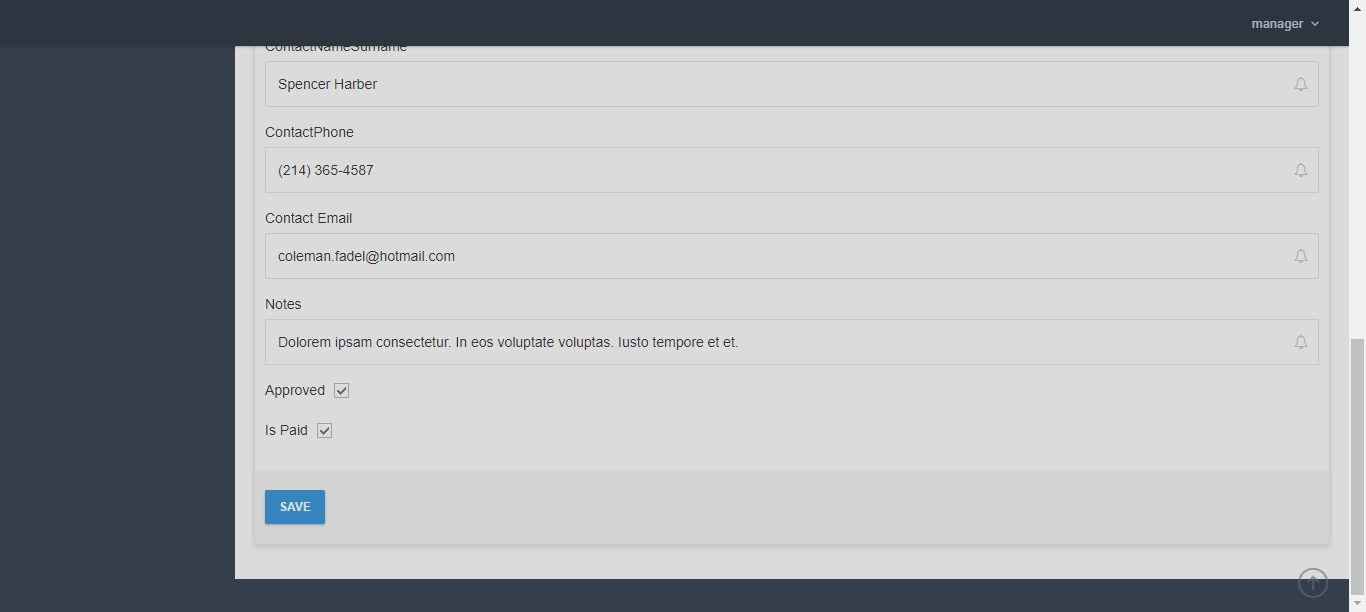 manager
ContactNameSurname
Spencer Harber
ContactPhone
(214) 365-4587
Contact Email
coleman.fadel@hotmail.com
Notes
Dolorem ipsam consectetur. In eos voluptate voluptas. Iusto tempore et et.
Approved
Is Paid
SAVE